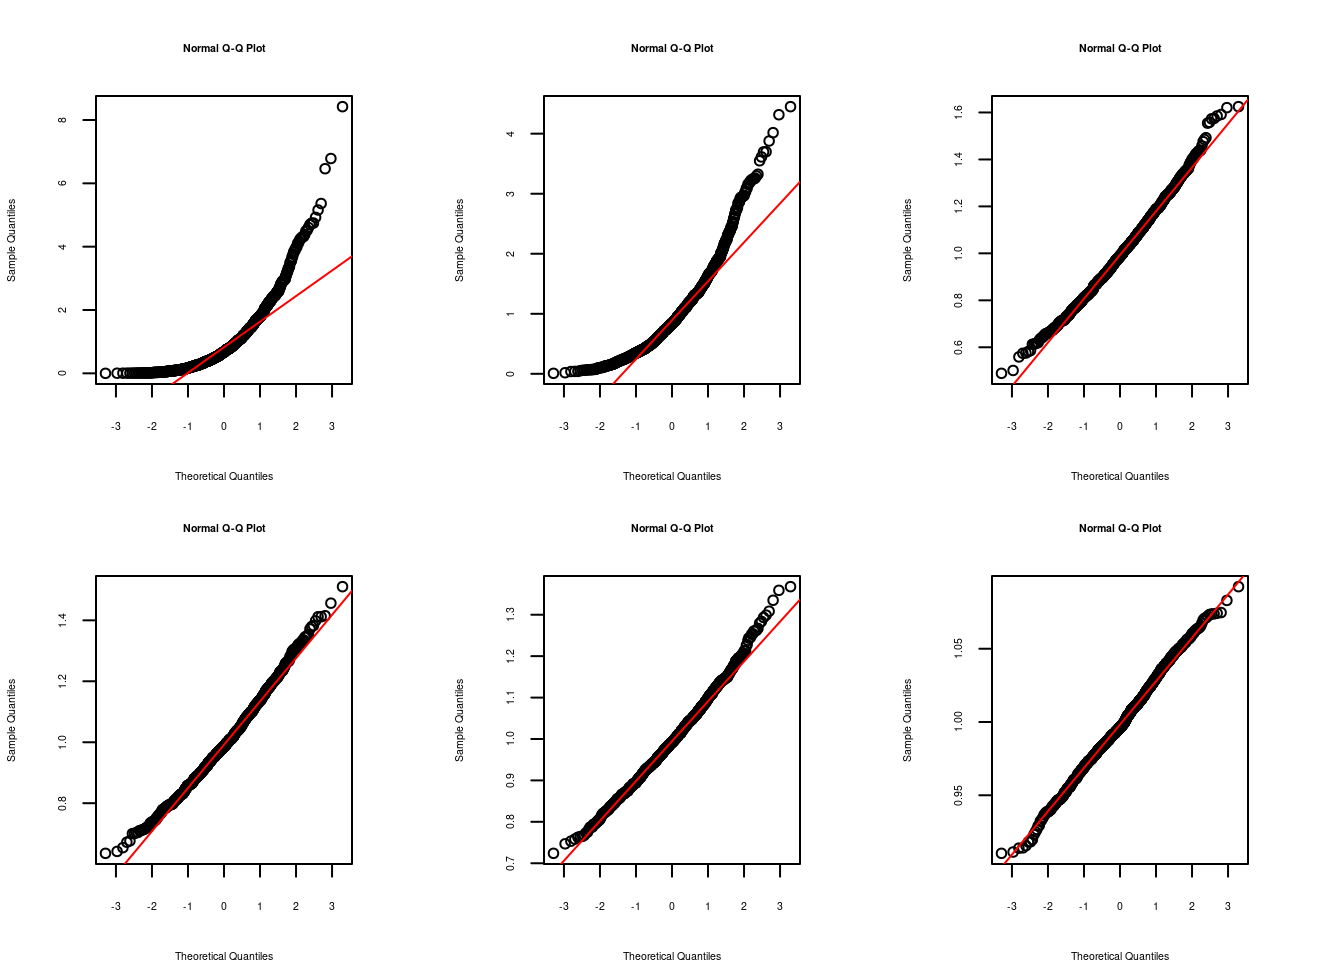 Normal Q-Q Plot
Sample Quantiles
8
6
4
2
0
-3 -2 -1 0 1 2 3
Theoretical Quantiles
Normal Q-Q Plot
Sample Quantiles
4
3
2
1
0
-3 -2 -1 0 1 2 3
Theoretical Quantiles
Normal Q-Q Plot
Sample Quantiles
1.6
1.4
1.2
1.0
0.8
0.6
-3 -2 -1 0 1 2 3
Theoretical Quantiles
Normal Q-Q Plot
Sample Quantiles
1.4
1.2
1.0
0.8
-3 -2 -1 0 1 2 3
Theoretical Quantiles
Normal Q-Q Plot
Sample Quantiles
1.3
1.2
1.1
1.0
0.9
0.8
0.7
-3 -2 -1 0 1 2 3
Theoretical Quantiles
Normal Q-Q Plot
Sample Quantiles
1.05
1.00
0.95
-3 -2 -1 0 1 2 3
Theoretical Quantiles